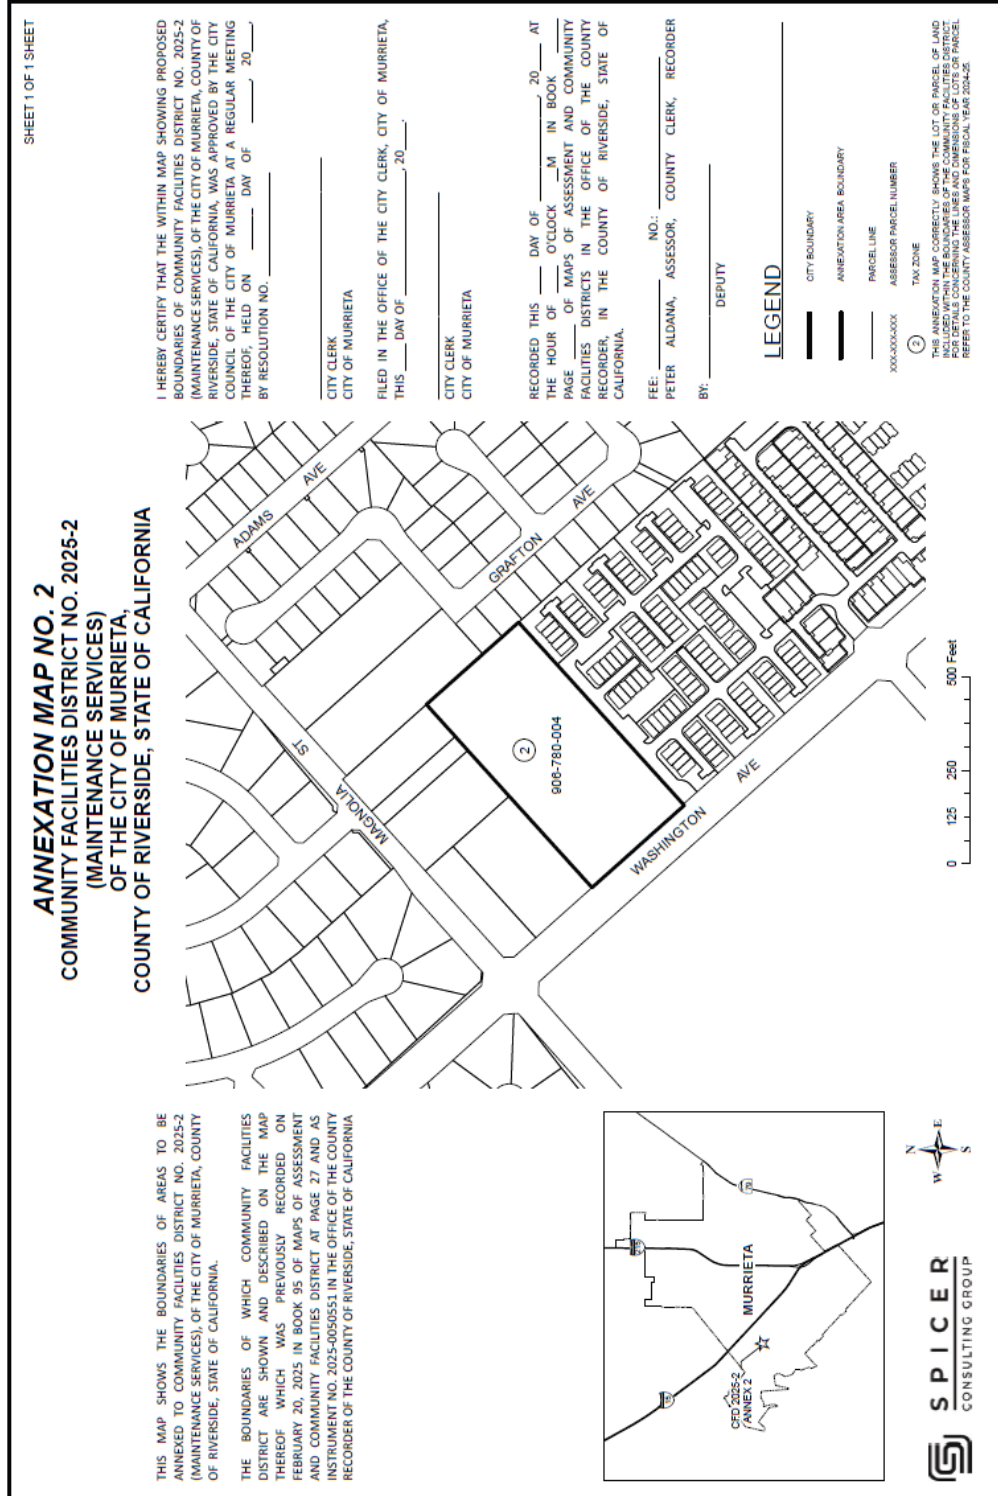 SHEET 1 OF 1 SHEET
ANNEXATION MAP NO. 2
COMMUNITY FACILITIES DISTRICT NO. 2025-2
(MAINTENANCE SERVICES)
OF THE CITY OF MURRIETA,
COUNTY OF RIVERSIDE, STATE OF CALIFORNIA
THIS MAP SHOWS THE BOUNDARIES OF AREAS TO BE
ANNEXED TO COMMUNITY FACILITIES DISTRICT NO. 2025-2
(MAINTENANCE SERVICES), OF THE CITY OF MURRIETA, COUNTY
OF RIVERSIDE, STATE OF CALIFORNIA.
THE BOUNDARIES OF WHICH COMMUNITY FACILITIES
DISTRICT ARE SHOWN AND DESCRIBED ON THE MAP
THEREOF WHICH WAS PREVIOUSLY RECORDED ON
FEBRUARY 20, 2025 IN BOOK 95 OF MAPS OF ASSESSMENT
AND COMMUNITY FACILITIES DISTRICT AT PAGE 27 AND AS
INSTRUMENT NO. 2025-0050551 IN THE OFFICE OF THE COUNTY
RECORDER OF THE COUNTY OF RIVERSIDE, STATE OF CALIFORNIA
ADAMS AVE
GRAFTON AVE
MAGNOLIA ST
WASHINGTON AVE
2
906-780-004
0 125 250 500 Feet
I HEREBY CERTIFY THAT THE WITHIN MAP SHOWING PROPOSED
BOUNDARIES OF COMMUNITY FACILITIES DISTRICT NO. 2025-2
(MAINTENANCE SERVICES), OF THE CITY OF MURRIETA, COUNTY OF
RIVERSIDE, STATE OF CALIFORNIA, WAS APPROVED BY THE CITY
COUNCIL OF THE CITY OF MURRIETA AT A REGULAR MEETING
THEREOF, HELD ON ____ DAY OF ________, 20___,
BY RESOLUTION NO. ________
CITY CLERK
CITY OF MURRIETA
FILED IN THE OFFICE OF THE CITY CLERK, CITY OF MURRIETA,
THIS ____ DAY OF ________, 20___.
CITY CLERK
CITY OF MURRIETA
RECORDED THIS ____ DAY OF ________, 20___ AT
THE HOUR OF ____ O'CLOCK __M IN BOOK ____
PAGE ____ OF MAPS OF ASSESSMENT AND COMMUNITY
FACILITIES DISTRICTS IN THE OFFICE OF THE COUNTY
RECORDER, IN THE COUNTY OF RIVERSIDE, STATE OF
CALIFORNIA.
FEE: ________ NO.: ________
PETER ALDANA, ASSESSOR, COUNTY CLERK, RECORDER
BY: ________
DEPUTY
LEGEND
CITY BOUNDARY
ANNEXATION AREA BOUNDARY
PARCEL LINE
XXX-XXX-XXX ASSESSOR PARCEL NUMBER
2 TAX ZONE
THIS ANNEXATION MAP CORRECTLY SHOWS THE LOT OR PARCEL OF LAND
INCLUDED WITHIN THE BOUNDARIES OF THE COMMUNITY FACILITIES DISTRICT.
FOR DETAILS CONCERNING THE LINES AND DIMENSIONS OF LOTS OR PARCEL
REFER TO THE COUNTY ASSESSOR MAPS FOR FISCAL YEAR 2024-25.
MURRIETA
CFD 2025-2
ANNEX 2
15
79
N
W E
S
SPICER
CONSULTING GROUP